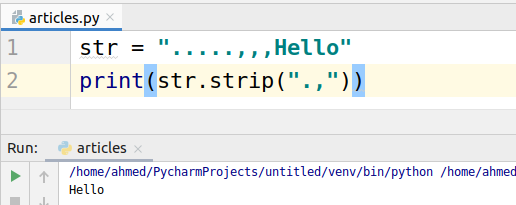 articles.py
1 str = ".....,,,Hello"
2 print(str.strip(".,"))
Run: articles
/home/ahmed/PycharmProjects/untitled/venv/bin/python /home/ahmed
Hello